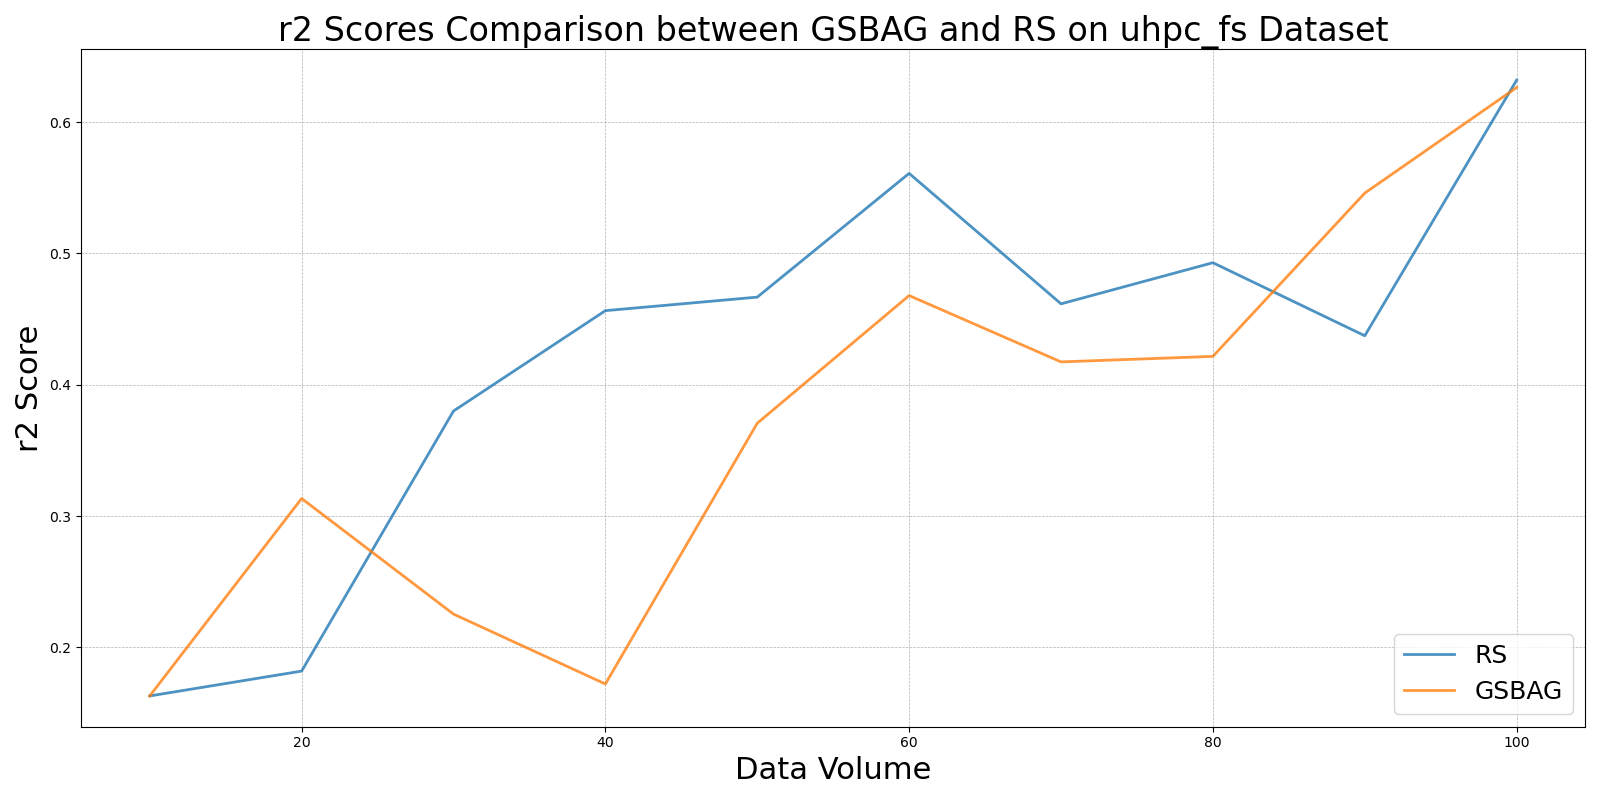 r2 Scores Comparison between GSBAG and RS on uhpc_fs Dataset
r2 Score
0.6
0.5
0.4
0.3
0.2
20
40
60
80
100
Data Volume
RS
GSBAG